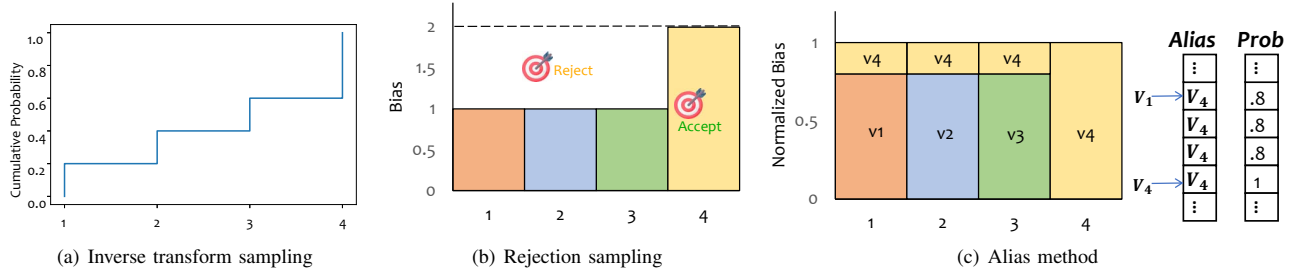 Cumulative Probability
1.0
0.8
0.6
0.4
0.2
0.0
1 2 3 4
(a) Inverse transform sampling
Bias
2
1.5
1
0.5
0
Reject
Accept
1 2 3 4
(b) Rejection sampling
Normalized Bias
1
0.5
0
v4 v4 v4
v1 v2 v3 v4
1 2 3 4
Alias Prob
⋮ ⋮
V₁ V₄ .8
V₄ .8
V₄ .8
V₄ V₄ 1
⋮ ⋮
(c) Alias method